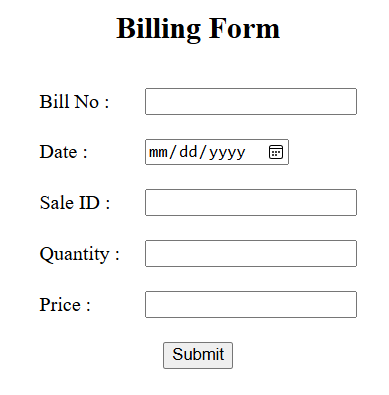 Billing Form
Bill No :
Date : mm/dd/yyyy
Sale ID :
Quantity :
Price :
Submit